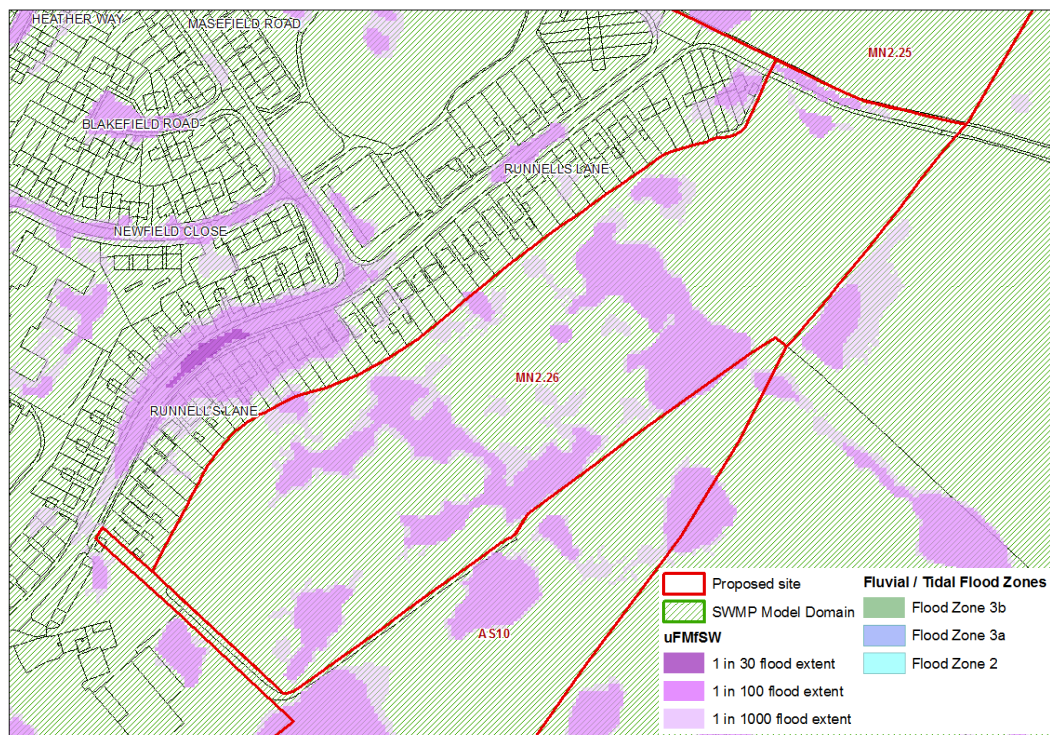 HEATHER WAY
MASEFIELD ROAD
MN2.25
BLAKEFIELD ROAD
RUNNELLS LANE
NEWFIELD CLOSE
MN2.26
RUNNELL'S LANE
AS10
Proposed site
SWMP Model Domain
uFMfSW
1 in 30 flood extent
1 in 100 flood extent
1 in 1000 flood extent
Fluvial / Tidal Flood Zones
Flood Zone 3b
Flood Zone 3a
Flood Zone 2